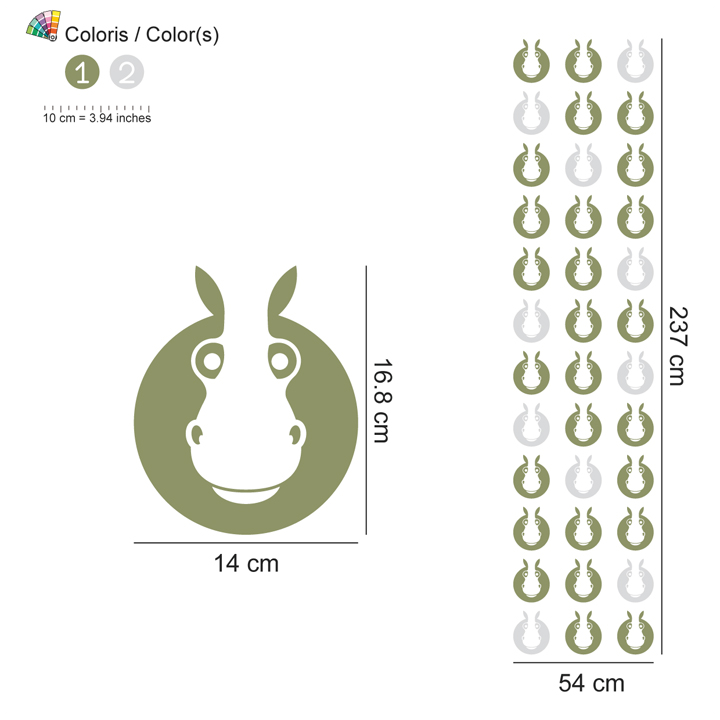 Coloris / Color(s)
1 2
10 cm = 3.94 inches
16.8 cm
14 cm
237 cm
54 cm